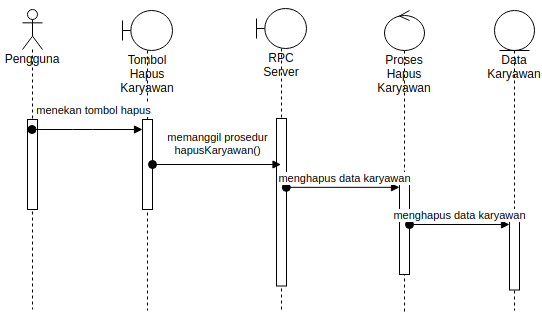 Pengguna
Tombol
Hapus
Karyawan
RPC
Server
Proses
Hapus
Karyawan
Data
Karyawan
menekan tombol hapus
memanggil prosedur
hapusKaryawan()
menghapus data karyawan
menghapus data karyawan